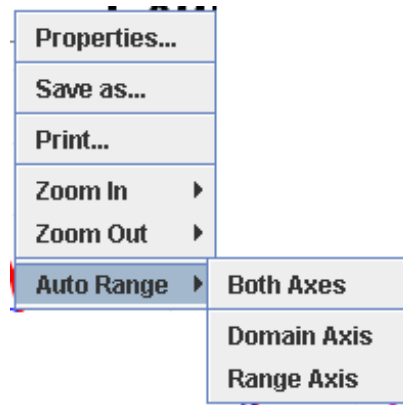 Properties...
Save as...
Print...
Zoom In
Zoom Out
Auto Range
Both Axes
Domain Axis
Range Axis